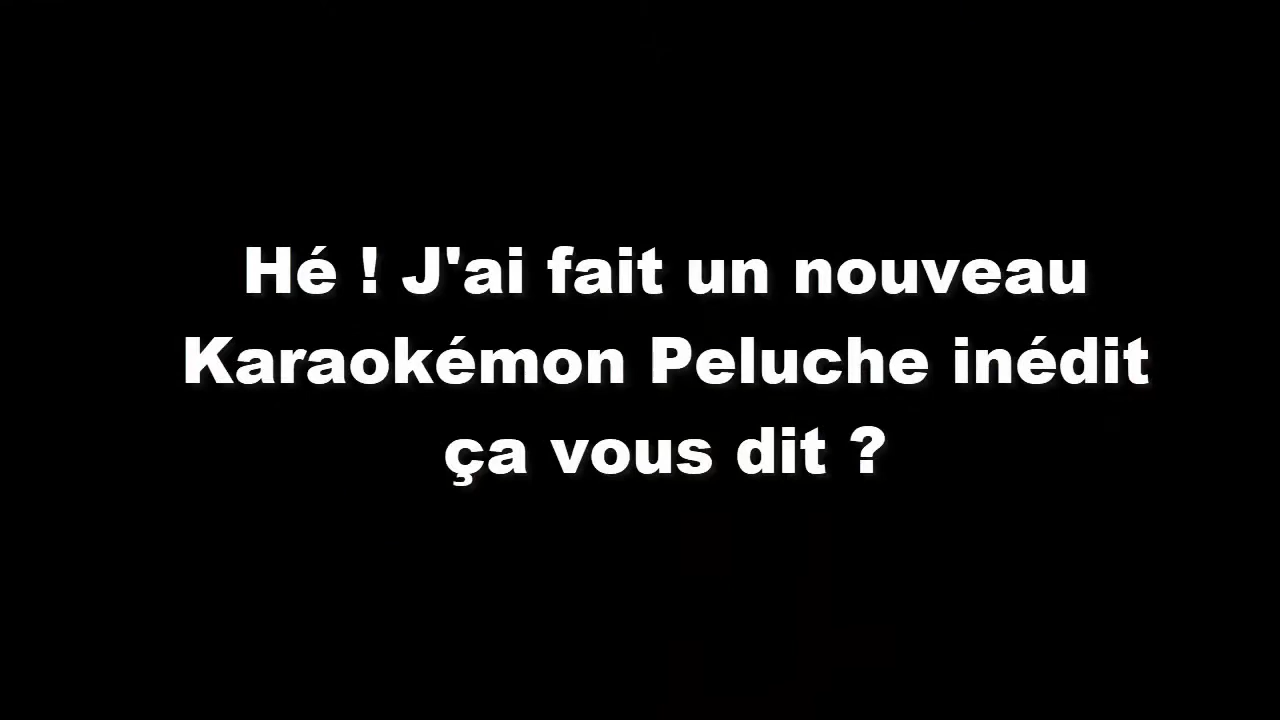 Hé ! J'ai fait un nouveau
Karaokémon Peluche inédit
ça vous dit ?